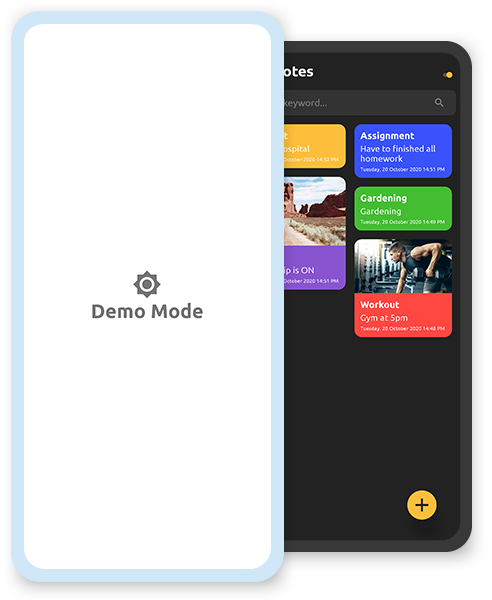 Demo Mode
otes
keyword...
t
ospital
October 2020 14:52 PM
ip is ON
October 2020 14:51 PM
Assignment
Have to finished all
homework
Tuesday, 20 October 2020 14:51 PM
Gardening
Gardening
Tuesday, 20 October 2020 14:49 PM
Workout
Gym at 5pm
Tuesday, 20 October 2020 14:48 PM